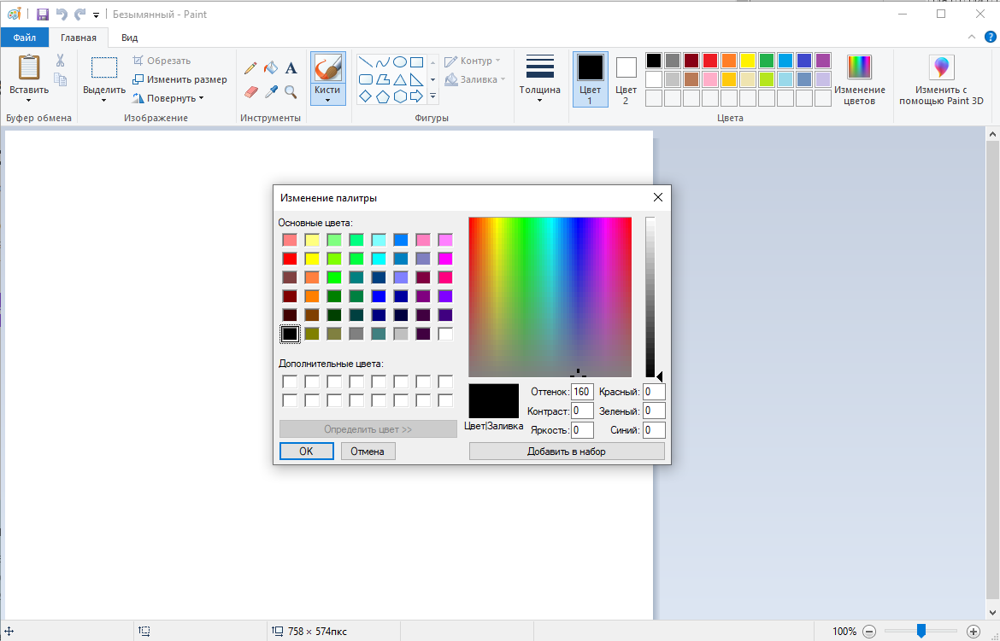 Безымянный - Paint
Файл
Главная
Вид
Вставить
Буфер обмена
Выделить
Обрезать
Изменить размер
Повернуть
Изображение
A
Инструменты
Кисти
Контур
Заливка
Фигуры
Толщина
Цвет
1
Цвет
2
Изменение
цветов
Цвета
Изменить с
помощью Paint 3D
Изменение палитры
Основные цвета:
Дополнительные цвета:
Определить цвет >>
OK
Отмена
Цвет|Заливка
Оттенок: 160
Контраст: 0
Яркость: 0
Красный: 0
Зеленый: 0
Синий: 0
Добавить в набор
758 × 574пкс
100%